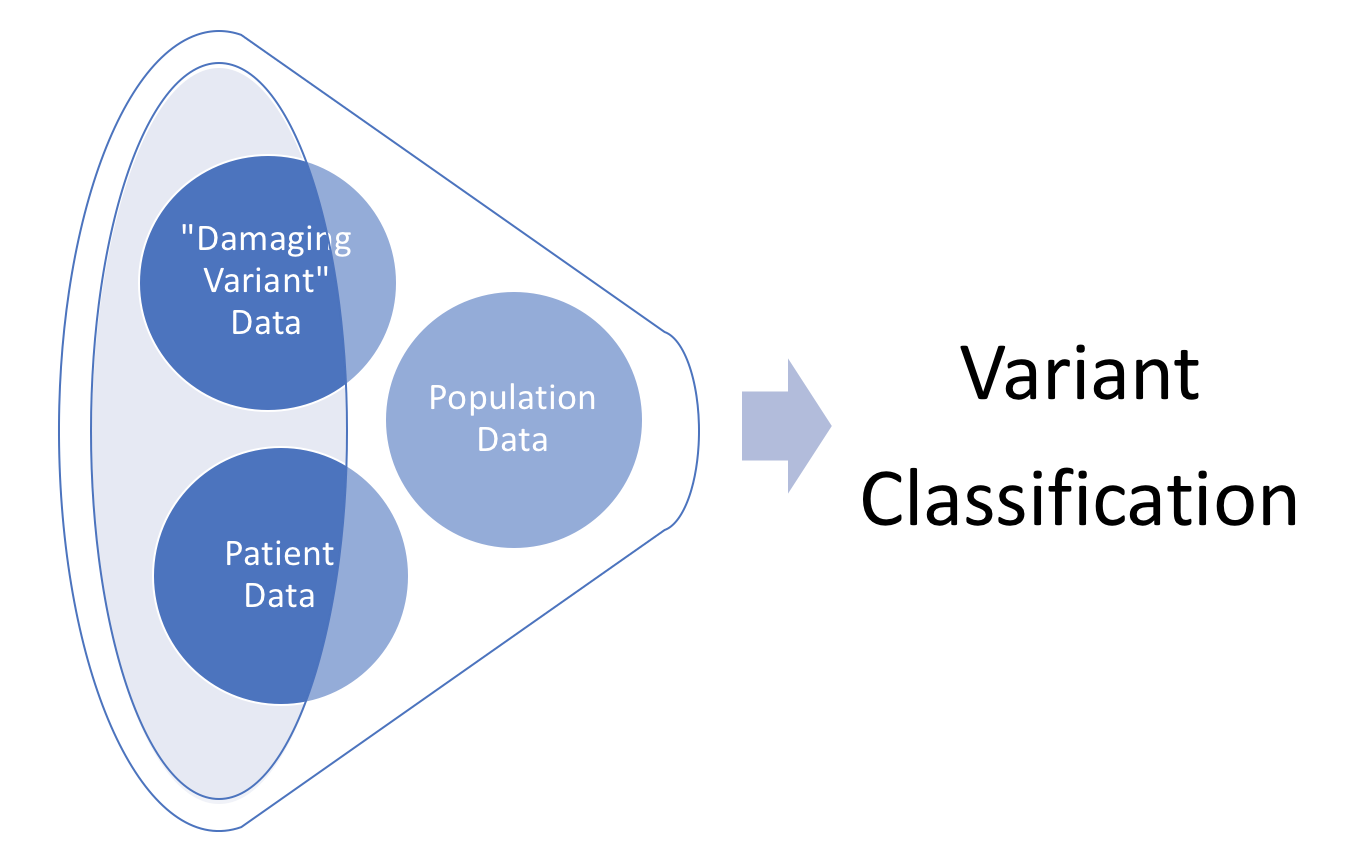 "Damaging
Variant"
Data
Population
Data
Patient
Data
Variant
Classification